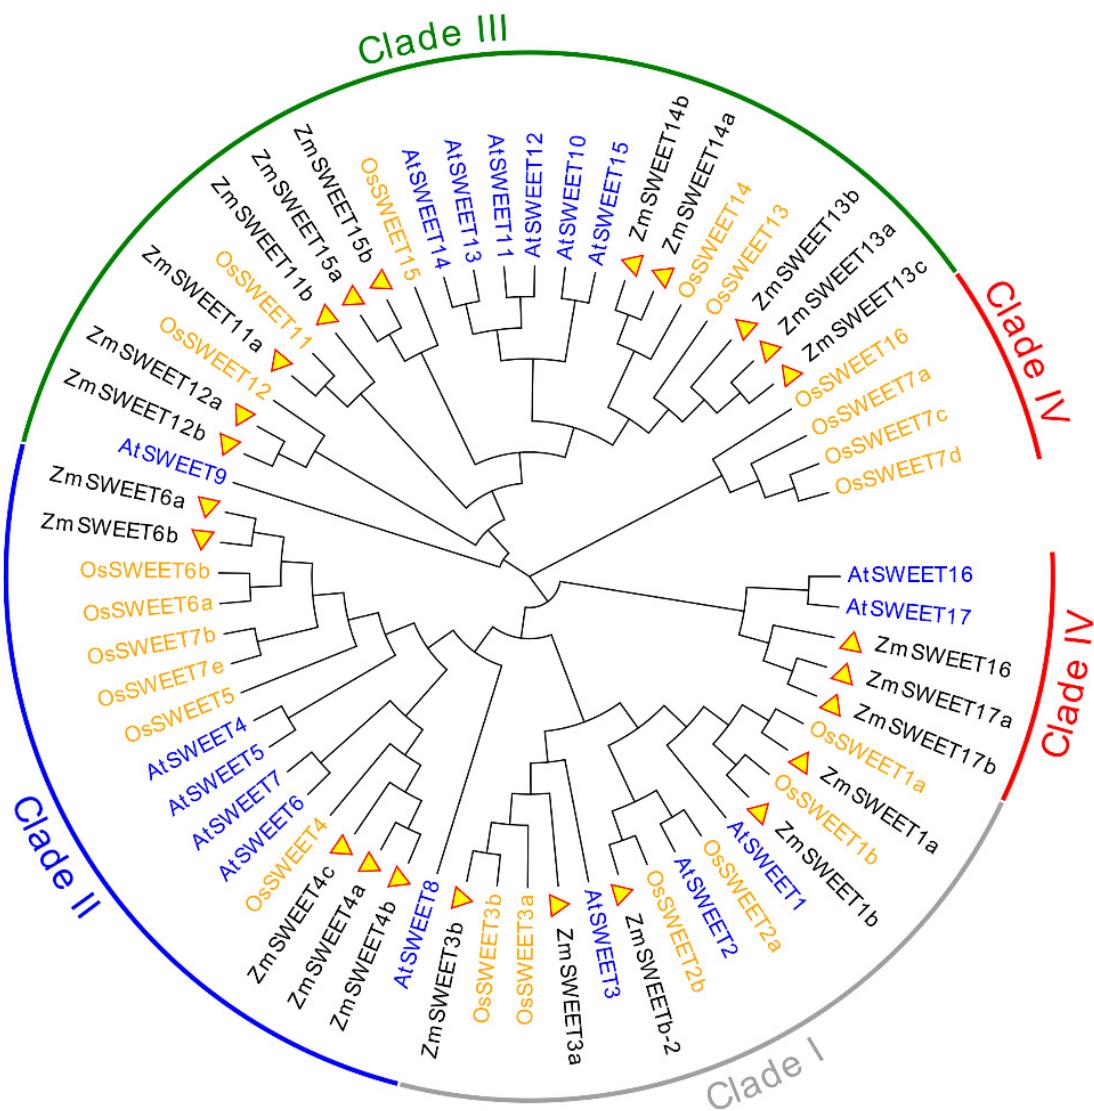 Clade III
ZmSWEET14b
ZmSWEET14a
OsSWEET14
OsSWEET13
ZmSWEET13b
ZmSWEET13a
ZmSWEET13c
Clade IV
OsSWEET16
OsSWEET7a
OsSWEET7c
OsSWEET7d
AtSWEET16
AtSWEET17
ZmSWEET16
ZmSWEET17a
ZmSWEET17b
Clade IV
OsSWEET1a
ZmSWEET1a
OsSWEET1b
ZmSWEET1b
AtSWEET1
OsSWEET2a
AtSWEET2
OsSWEET2b
ZmSWEETb-2
Clade I
AtSWEET3
ZmSWEET3a
OsSWEET3a
OsSWEET3b
ZmSWEET3b
AtSWEET8
ZmSWEET4b
ZmSWEET4a
ZmSWEET4c
OsSWEET4
AtSWEET6
AtSWEET7
AtSWEET5
AtSWEET4
Clade II
OsSWEET5
OsSWEET7e
OsSWEET7b
OsSWEET6a
OsSWEET6b
ZmSWEET6b
ZmSWEET6a
AtSWEET9
ZmSWEET12b
ZmSWEET12a
OsSWEET12
ZmSWEET11a
OsSWEET11
ZmSWEET11b
ZmSWEET15a
ZmSWEET15b
OsSWEET15
AtSWEET14
AtSWEET13
AtSWEET11
AtSWEET12
AtSWEET10
AtSWEET15